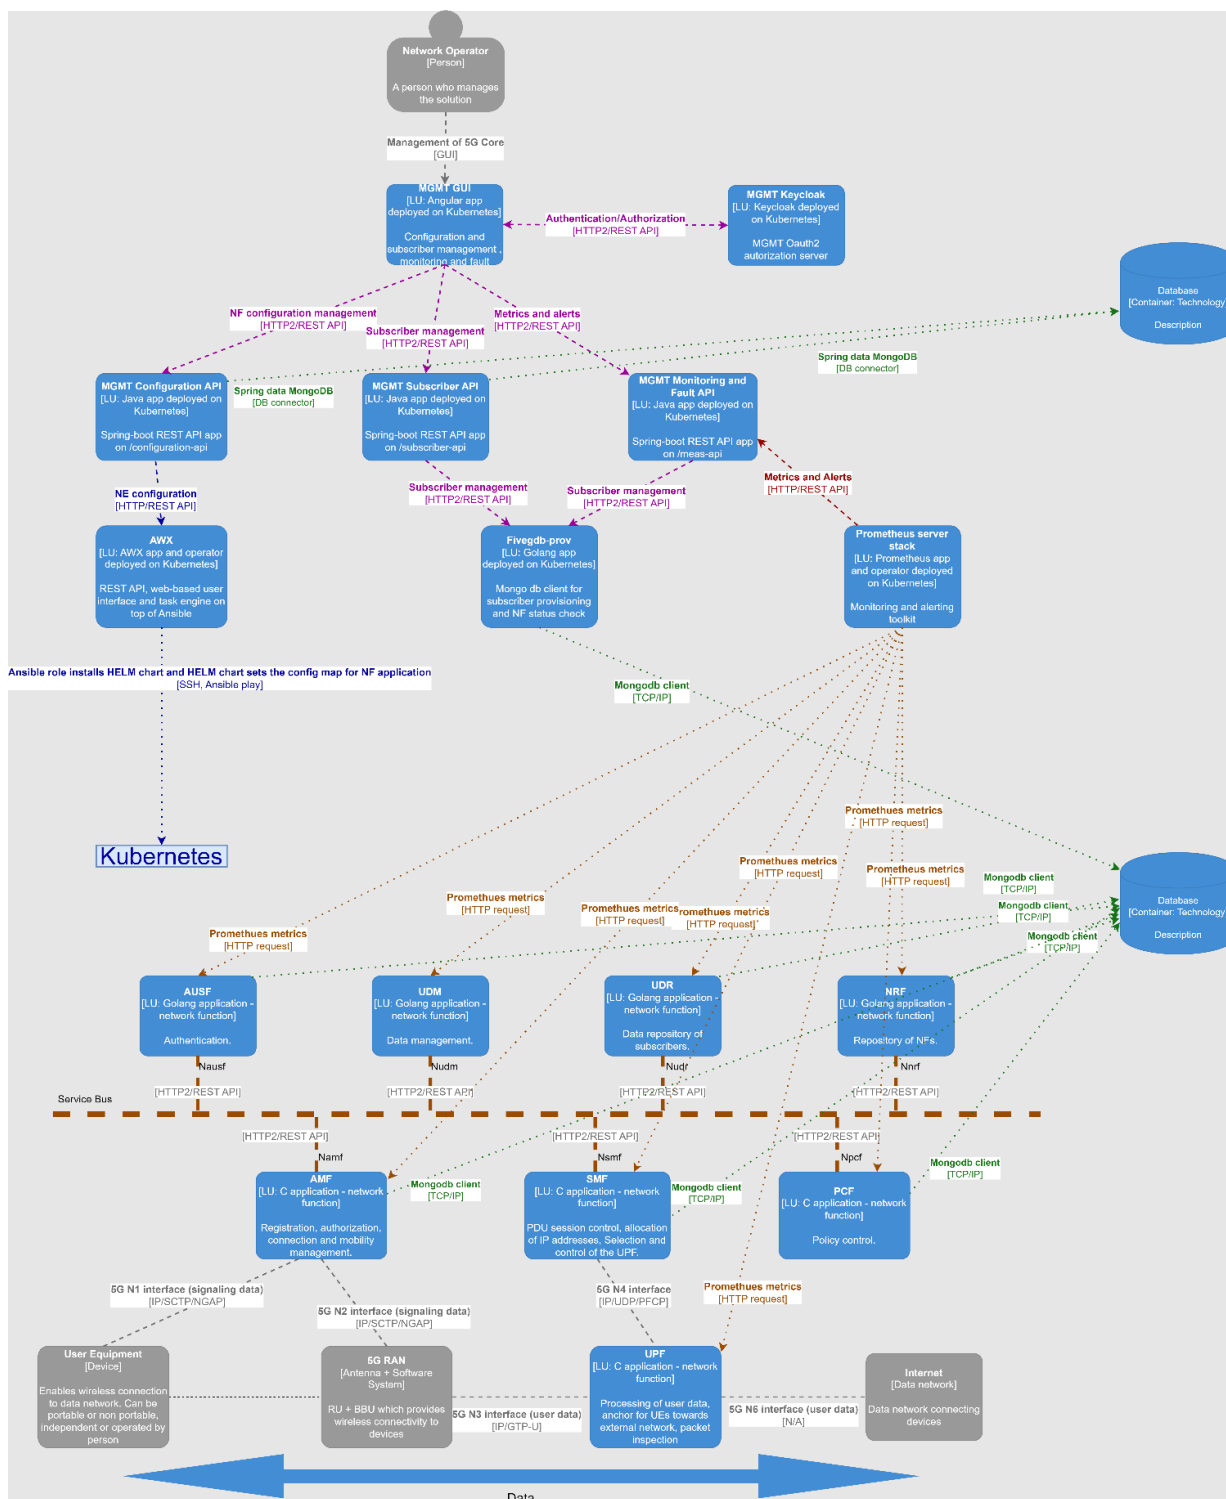 Network Operator
[Person]
A person who manages
the solution
Management of 5G Core
[GUI]
MGMT GUI
[LU: Angular app
deployed on Kubernetes]
Configuration and
subscriber management ,
monitoring and fault
Authentication/Authorization
[HTTP2/REST API]
MGMT Keycloak
[LU: Keycloak deployed
on Kubernetes]
MGMT Oauth2
autorization server
Database
[Container: Technology]
Description
NF configuration management
[HTTP2/REST API]
Subscriber management
[HTTP2/REST API]
Metrics and alerts
[HTTP2/REST API]
Spring data MongoDB
[DB connector]
Spring data MongoDB
[DB connector]
MGMT Configuration API
[LU: Java app deployed on
Kubernetes]
Spring-boot REST API app
on /configuration-api
MGMT Subscriber API
[LU: Java app deployed on
Kubernetes]
Spring-boot REST API app
on /subscriber-api
MGMT Monitoring and
Fault API
[LU: Java app deployed on
Kubernetes]
Spring-boot REST API app
on /meas-api
NE configuration
[HTTP/REST API]
Subscriber management
[HTTP2/REST API]
Subscriber management
[HTTP2/REST API]
Metrics and Alerts
[HTTP/REST API]
AWX
[LU: AWX app and operator
deployed on Kubernetes]
REST API, web-based user
interface and task engine on
top of Ansible
Fivegdb-prov
[LU: Golang app
deployed on Kubernetes]
Mongo db client for
subscriber provisioning
and NF status check
Prometheus server
stack
[LU: Prometheus app
and operator deployed
on Kubernetes]
Monitoring and alerting
toolkit
Ansible role installs HELM chart and HELM chart sets the config map for NF application
[SSH, Ansible play]
Mongodb client
[TCP/IP]
Kubernetes
Promethues metrics
[HTTP request]
Promethues metrics
[HTTP request]
Prometheus metrics
[HTTP request]
Promethues metrics
[HTTP request]
Promethues metrics
[HTTP request]
Promethues metrics
[HTTP request]
Promethues metrics
[HTTP request]
Mongodb client
[TCP/IP]
Mongodb client
[TCP/IP]
Mongodb client
[TCP/IP]
Database
[Container: Technology]
Description
AUSF
[LU: Golang application -
network function]
Authentication.
UDM
[LU: Golang application -
network function]
Data management.
UDR
[LU: Golang application -
network function]
Data repository of
subscribers.
NRF
[LU: Golang application -
network function]
Repository of NFs.
Nausf
Nudm
Nudr
Nnrf
[HTTP2/REST API]
[HTTP2/REST API]
[HTTP2/REST API]
[HTTP2/REST API]
Service Bus
[HTTP2/REST API]
[HTTP2/REST API]
[HTTP2/REST API]
Namf
Nsmf
Npcf
AMF
[LU: C application - network
function]
Registration, authorization,
connection and mobility
management.
Mongodb client
[TCP/IP]
SMF
[LU: C application - network
function]
PDU session control, allocation
of IP addresses, Selection and
control of the UPF.
Mongodb client
[TCP/IP]
PCF
[LU: C application - network
function]
Policy control.
Mongodb client
[TCP/IP]
5G N1 interface (signaling data)
[IP/SCTP/NGAP]
5G N2 interface (signaling data)
[IP/SCTP/NGAP]
5G N4 interface
[IP/UDP/PFCP]
Promethues metrics
[HTTP request]
User Equipment
[Device]
Enables wireless connection
to data network. Can be
portable or non portable,
independent or operated by
person
5G RAN
[Antenna + Software
System]
RU + BBU which provides
wireless connectivity to
devices
5G N3 interface (user data)
[IP/GTP-U]
UPF
[LU: C application - network
function]
Processing of user data,
anchor for UEs towards
external network, packet
inspection
5G N6 interface (user data)
[N/A]
Internet
[Data network]
Data network connecting
devices
Data